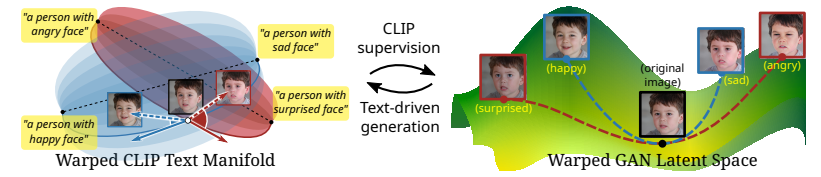 "a person with
angry face"
"a person with
sad face"
"a person with
surprised face"
"a person with
happy face"
Warped CLIP Text Manifold
CLIP
supervision
Text-driven
generation
(surprised)
(happy)
(original
image)
(sad)
(angry)
Warped GAN Latent Space